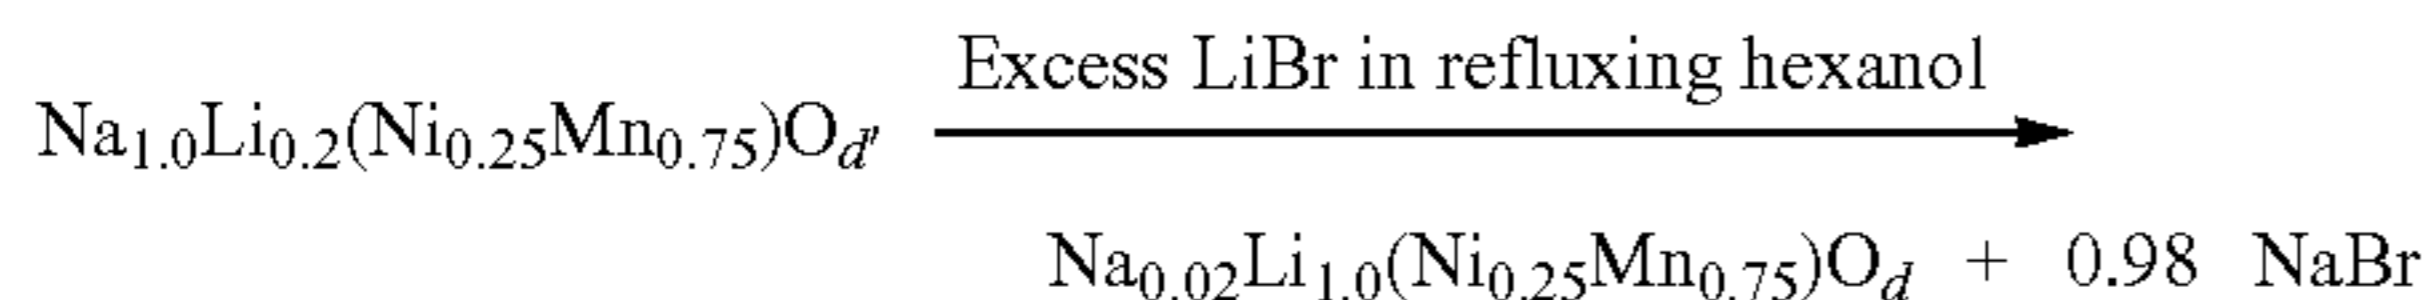 Excess LiBr in refluxing hexanol
Na1.0Li0.2(Ni0.25Mn0.75)Od'
Na0.02Li1.0(Ni0.25Mn0.75)Od + 0.98 NaBr